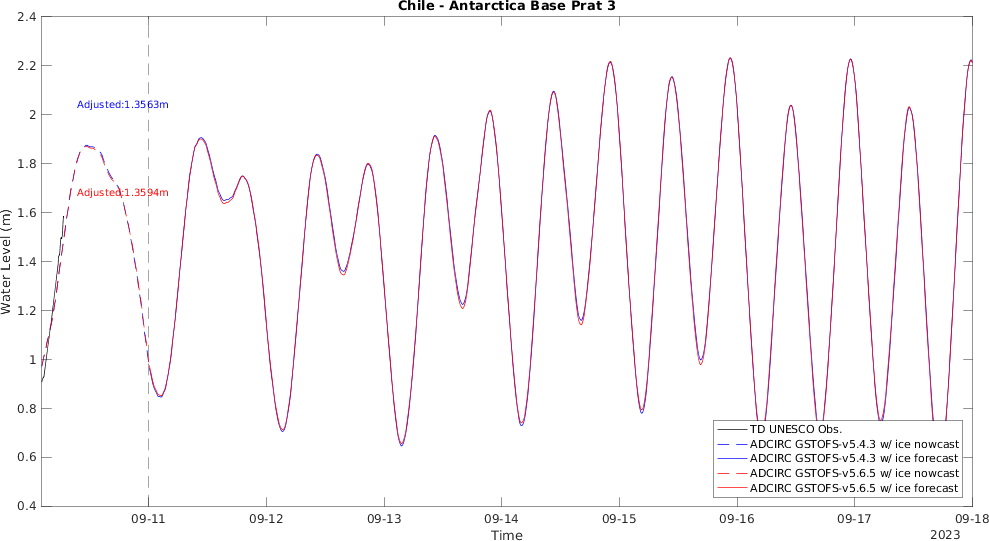 Chile - Antarctica Base Prat 3
2.4
2.2
2
1.8
1.6
1.4
1.2
1
0.8
0.6
0.4
Water Level (m)
Adjusted:1.3563m
Adjusted:1.3594m
TD UNESCO Obs.
ADCIRC GSTOFS-v5.4.3 w/ ice nowcast
ADCIRC GSTOFS-v5.4.3 w/ ice forecast
ADCIRC GSTOFS-v5.6.5 w/ ice nowcast
ADCIRC GSTOFS-v5.6.5 w/ ice forecast
09-11 09-12 09-13 09-14 09-15 09-16 09-17 09-18
Time
2023